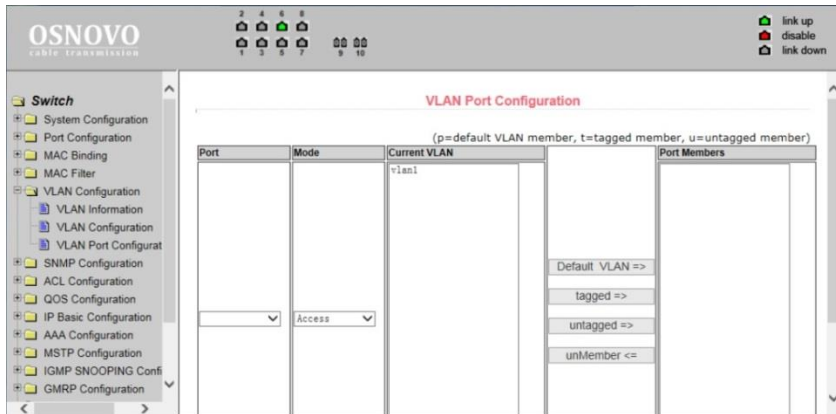 OSNOVO
cable transmission
2 4 6 8
1 3 5 7 9 10
link up
disable
link down
Switch
System Configuration
Port Configuration
MAC Binding
MAC Filter
VLAN Configuration
VLAN Information
VLAN Configuration
VLAN Port Configurat
SNMP Configuration
ACL Configuration
QOS Configuration
IP Basic Configuration
AAA Configuration
MSTP Configuration
IGMP SNOOPING Confi
GMRP Configuration
VLAN Port Configuration
(p=default VLAN member, t=tagged member, u=untagged member)
Port Mode Current VLAN Port Members
vlan1
Access
Default VLAN =>
tagged =>
untagged =>
unMember <=